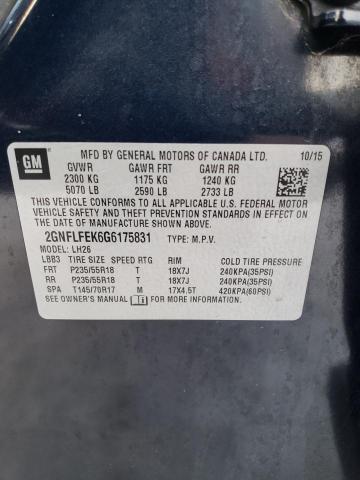 GM
MFD BY GENERAL MOTORS OF CANADA LTD. 10/15
GVWR GAWR FRT GAWR RR
2300 KG 1175 KG 1240 KG
5070 LB 2590 LB 2733 LB
THIS VEHICLE CONFORMS TO ALL APPLICABLE U.S. FEDERAL
MOTOR VEHICLE SAFETY, BUMPER, AND THEFT PREVENTION
STANDARDS IN EFFECT ON THE DATE OF MANUFACTURE
SHOWN ABOVE.
2GNFLFEK6G6175831 TYPE: M.P.V.
MODEL: LH26
LBB3 TIRE SIZE SPEED RTG RIM COLD TIRE PRESSURE
FRT P235/55R18 T 18X7J 240KPA(35PSI)
RR P235/55R18 T 18X7J 240KPA(35PSI)
SPA T145/70R17 M 17X4.5T 420KPA(60PSI)
SEE OWNER'S MANUAL FOR MORE INFORMATION.